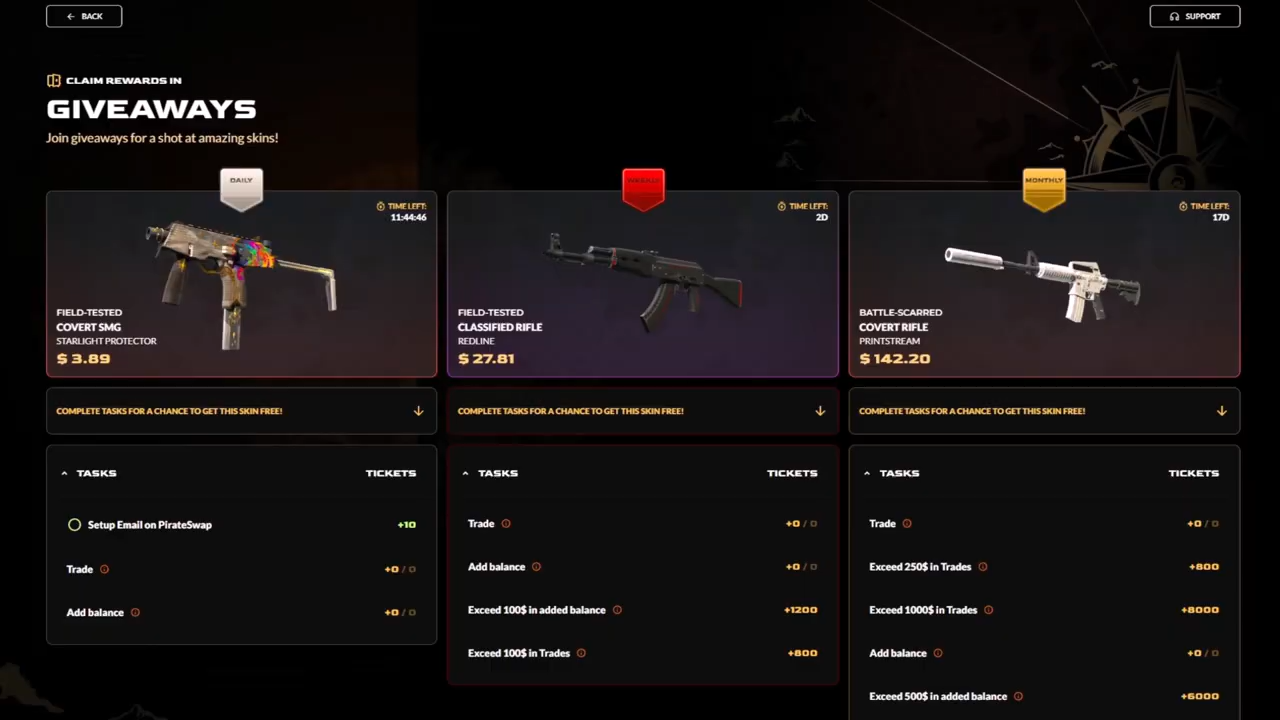 BACK
SUPPORT
CLAIM REWARDS IN
GIVEAWAYS
Join giveaways for a shot at amazing skins!
DAILY
TIME LEFT:
11:44:46
FIELD-TESTED
COVERT SMG
STARLIGHT PROTECTOR
$ 3.89
WEEKLY
TIME LEFT:
2D
FIELD-TESTED
CLASSIFIED RIFLE
REDLINE
$ 27.81
MONTHLY
TIME LEFT:
17D
BATTLE-SCARRED
COVERT RIFLE
PRINTSTREAM
$ 142.20
COMPLETE TASKS FOR A CHANCE TO GET THIS SKIN FREE!
COMPLETE TASKS FOR A CHANCE TO GET THIS SKIN FREE!
COMPLETE TASKS FOR A CHANCE TO GET THIS SKIN FREE!
TASKS TICKETS
Setup Email on PirateSwap +10
Trade +0 / 0
Add balance +0 / 0
TASKS TICKETS
Trade +0 / 0
Add balance +0 / 0
Exceed 100$ in added balance +1200
Exceed 100$ in Trades +800
TASKS TICKETS
Trade +0 / 0
Exceed 250$ in Trades +800
Exceed 1000$ in Trades +8000
Add balance +0 / 0
Exceed 500$ in added balance +6000